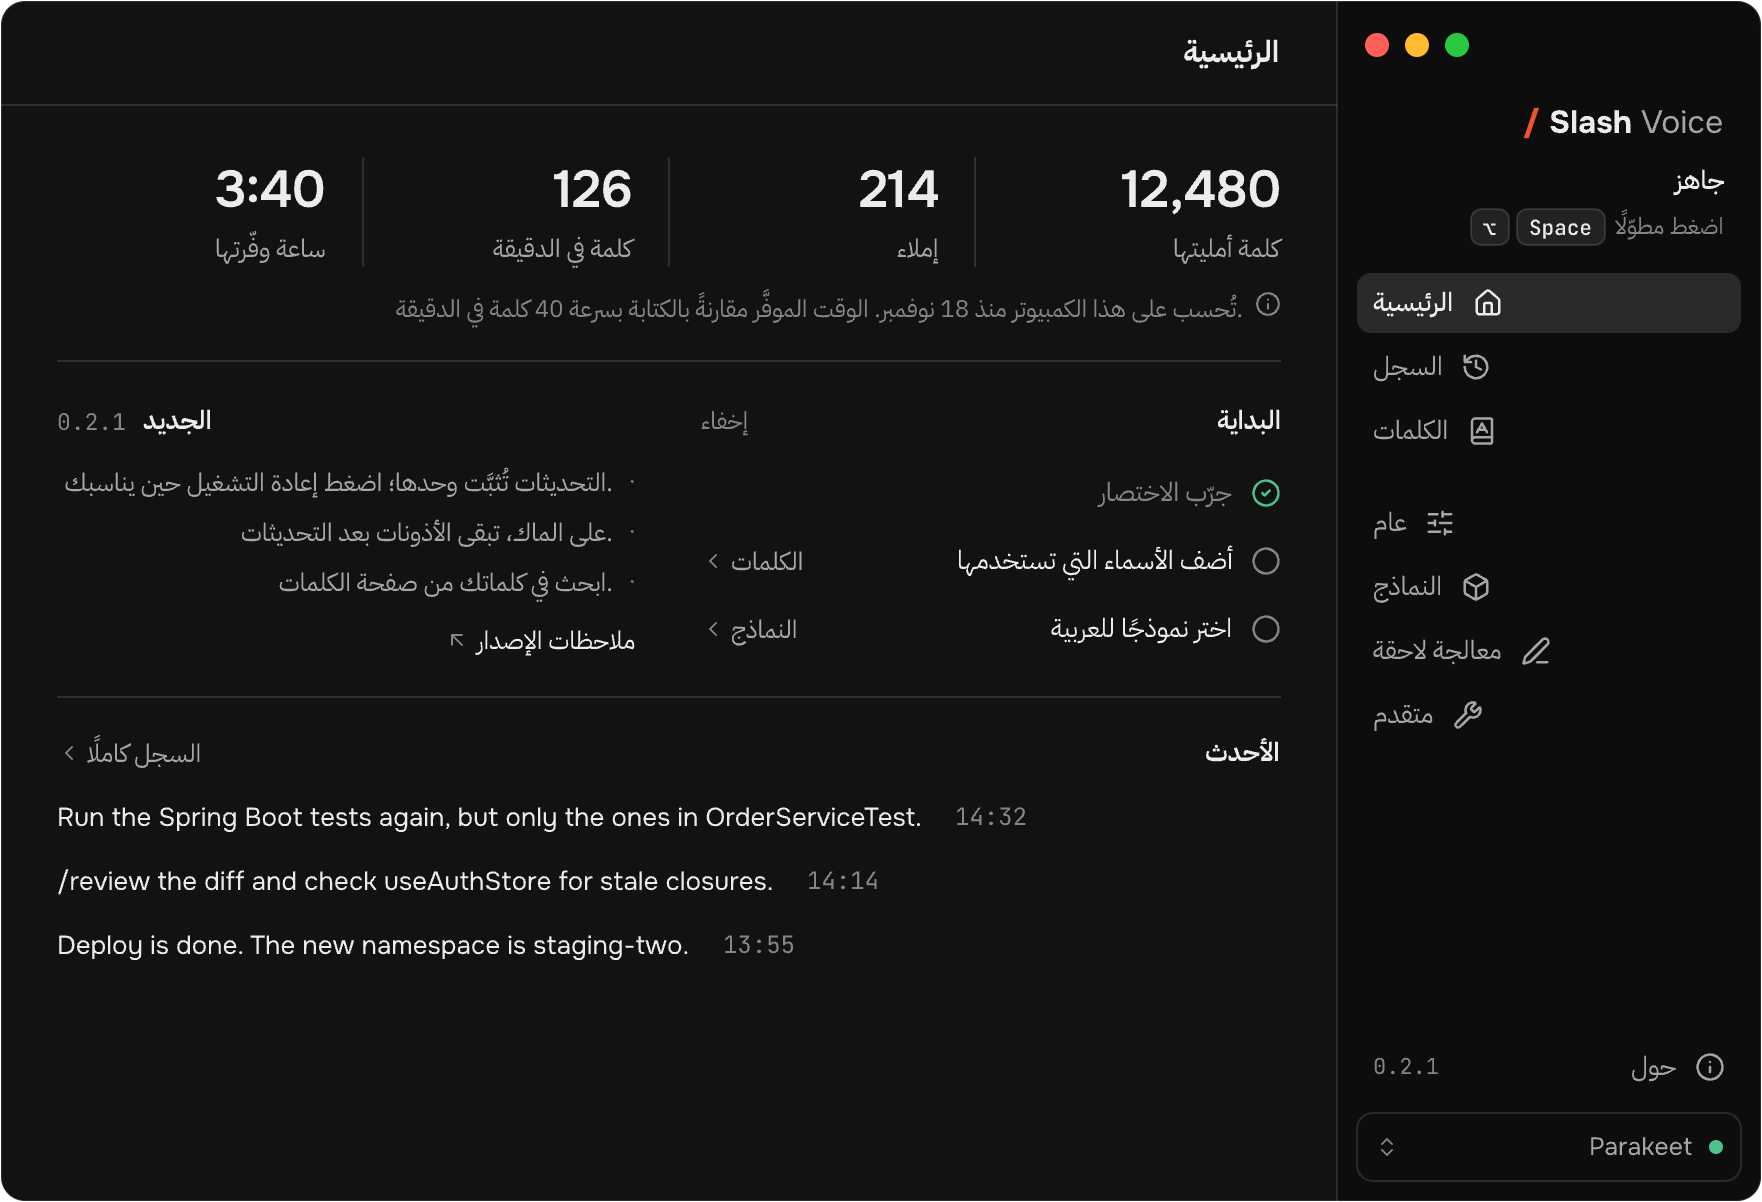 / Slash Voice
جاهز
اضغط مطوّلًا Space ⌥
الرئيسية
السجل
الكلمات
عام
النماذج
معالجة لاحقة
متقدم
حول 0.2.1
Parakeet
الرئيسية
12,480
كلمة أمليتها
214
إملاء
126
كلمة في الدقيقة
3:40
ساعة وفّرتها
تُحسب على هذا الكمبيوتر منذ 18 نوفمبر. الوقت الموفَّر مقارنةً بالكتابة بسرعة 40 كلمة في الدقيقة.
البداية إخفاء
جرّب الاختصار
أضف الأسماء التي تستخدمها الكلمات
اختر نموذجًا للعربية النماذج
الجديد 0.2.1
· التحديثات تُثبَّت وحدها؛ اضغط إعادة التشغيل حين يناسبك.
· على الماك، تبقى الأذونات بعد التحديثات.
· ابحث في كلماتك من صفحة الكلمات.
ملاحظات الإصدار
الأحدث السجل كاملًا
Run the Spring Boot tests again, but only the ones in OrderServiceTest. 14:32
/review the diff and check useAuthStore for stale closures. 14:14
Deploy is done. The new namespace is staging-two. 13:55